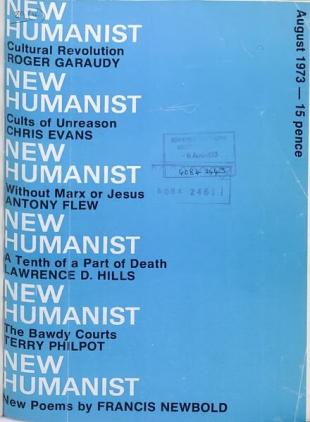 NEW
HUMANIST
Cultural Revolution
ROGER GARAUDY
NEW
HUMANIST
Cults of Unreason
CHRIS EVANS
NEW
HUMANIST
Without Marx or Jesus
ANTONY FLEW
NEW
HUMANIST
A Tenth of a Part of Death
LAWRENCE D. HILLS
NEW
HUMANIST
The Bawdy Courts
TERRY PHILPOT
NEW
HUMANIST
New Poems by FRANCIS NEWBOLD
August 1973 — 15 pence